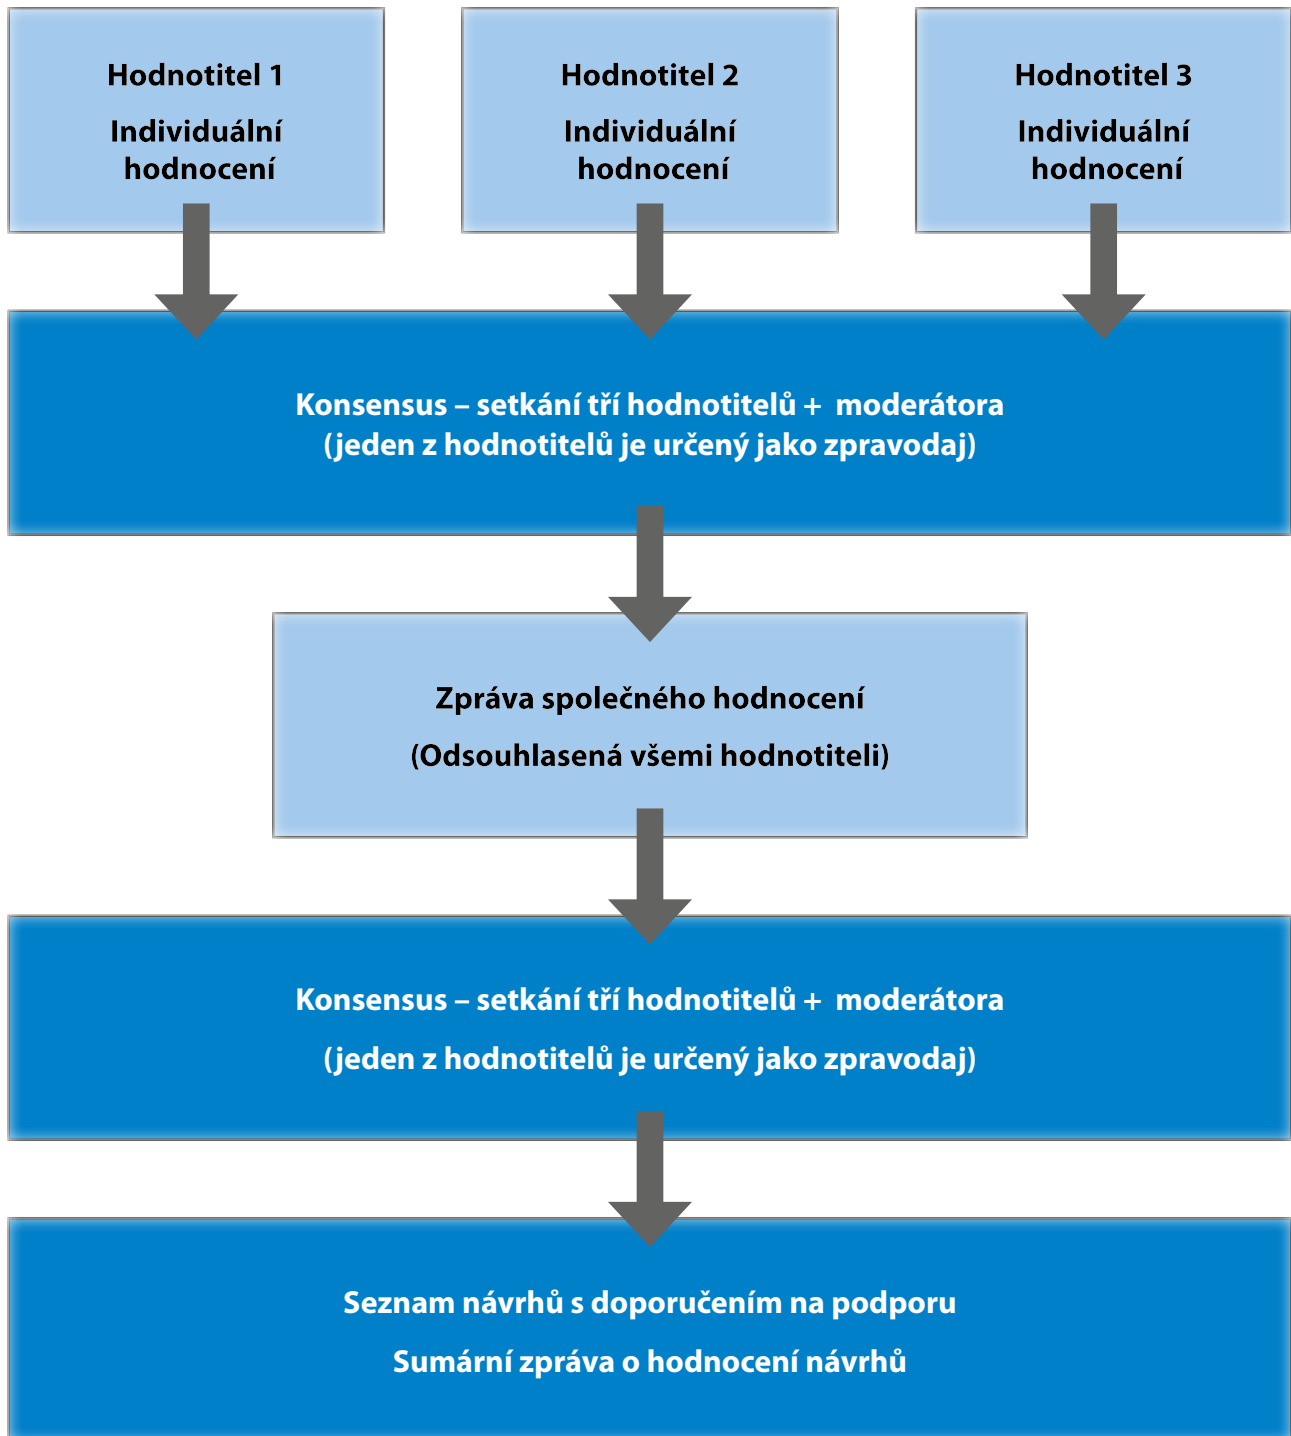 Hodnotitel 1
Individuální
hodnocení
Hodnotitel 2
Individuální
hodnocení
Hodnotitel 3
Individuální
hodnocení
Konsensus – setkání tří hodnotitelů + moderátora
(jeden z hodnotitelů je určený jako zpravodaj)
Zpráva společného hodnocení
(Odsouhlasená všemi hodnotiteli)
Konsensus – setkání tří hodnotitelů + moderátora
(jeden z hodnotitelů je určený jako zpravodaj)
Seznam návrhů s doporučením na podporu
Sumární zpráva o hodnocení návrhů